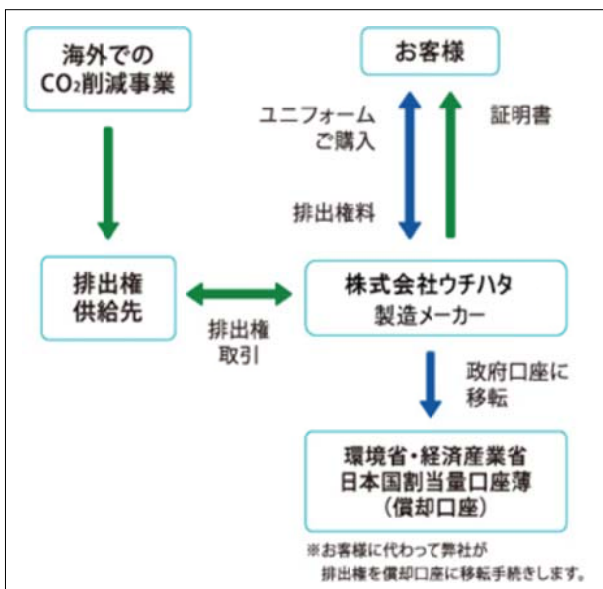 海外での
CO₂削減事業
お客様
ユニフォーム
ご購入
証明書
排出権料
排出権
供給先
排出権
取引
株式会社ウチハタ
製造メーカー
政府口座に
移転
環境省・経済産業省
日本国割当量口座薄
(償却口座)
※お客様に代わって弊社が
排出権を償却口座に移転手続きします。